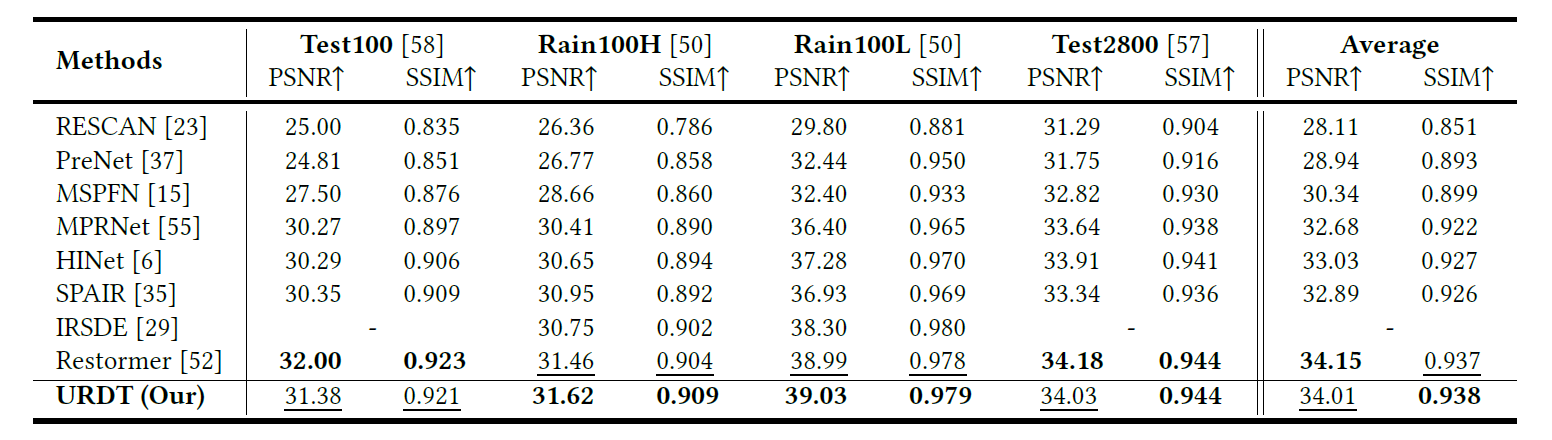 Methods Test100 [58] Rain100H [50] Rain100L [50] Test2800 [57] Average
PSNR↑ SSIM↑ PSNR↑ SSIM↑ PSNR↑ SSIM↑ PSNR↑ SSIM↑ PSNR↑ SSIM↑
RESCAN [23] 25.00 0.835 26.36 0.786 29.80 0.881 31.29 0.904 28.11 0.851
PreNet [37] 24.81 0.851 26.77 0.858 32.44 0.950 31.75 0.916 28.94 0.893
MSPFN [15] 27.50 0.876 28.66 0.860 32.40 0.933 32.82 0.930 30.34 0.899
MPRNet [55] 30.27 0.897 30.41 0.890 36.40 0.965 33.64 0.938 32.68 0.922
HINet [6] 30.29 0.906 30.65 0.894 37.28 0.970 33.91 0.941 33.03 0.927
SPAIR [35] 30.35 0.909 30.95 0.892 36.93 0.969 33.34 0.936 32.89 0.926
IRSDE [29] - 30.75 0.902 38.30 0.980 - -
Restormer [52] 32.00 0.923 31.46 0.904 38.99 0.978 34.18 0.944 34.15 0.937
URDT (Our) 31.38 0.921 31.62 0.909 39.03 0.979 34.03 0.944 34.01 0.938